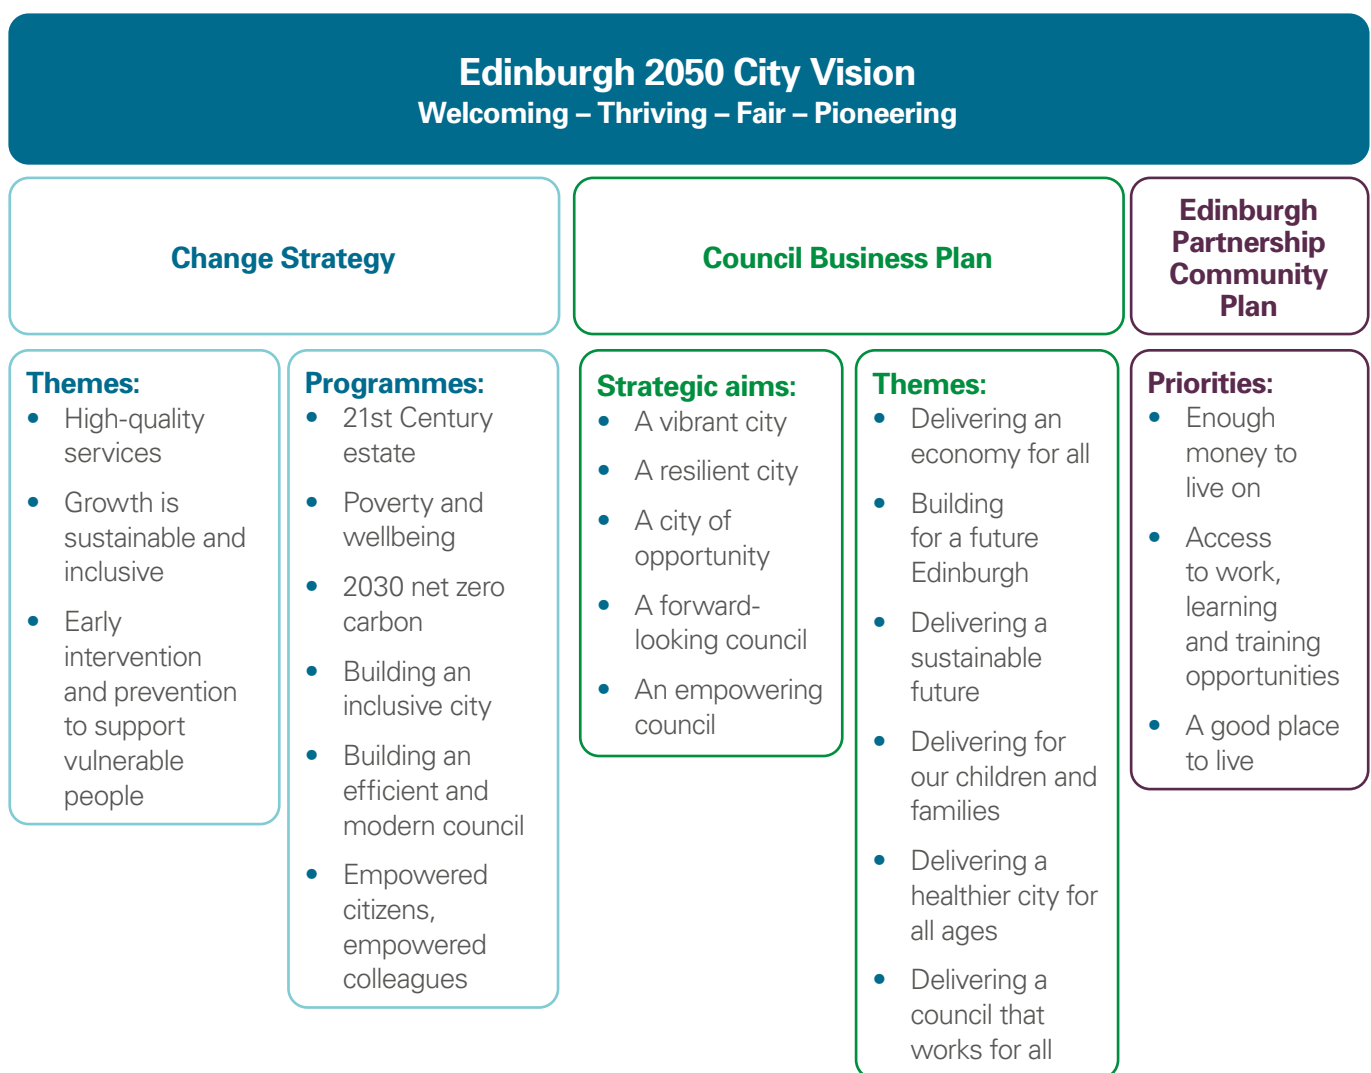 Edinburgh 2050 City Vision
Welcoming – Thriving – Fair – Pioneering
Change Strategy
Themes:
• High-quality
services
• Growth is
sustainable and
inclusive
• Early
intervention
and prevention
to support
vulnerable
people
Programmes:
• 21st Century
estate
• Poverty and
wellbeing
• 2030 net zero
carbon
• Building an
inclusive city
• Building an
efficient and
modern council
• Empowered
citizens,
empowered
colleagues
Council Business Plan
Strategic aims:
• A vibrant city
• A resilient city
• A city of
opportunity
• A forward-
looking council
• An empowering
council
Themes:
• Delivering an
economy for all
• Building
for a future
Edinburgh
• Delivering a
sustainable
future
• Delivering for
our children and
families
• Delivering a
healthier city for
all ages
• Delivering a
council that
works for all
Edinburgh
Partnership
Community
Plan
Priorities:
• Enough
money to
live on
• Access
to work,
learning
and training
opportunities
• A good place
to live